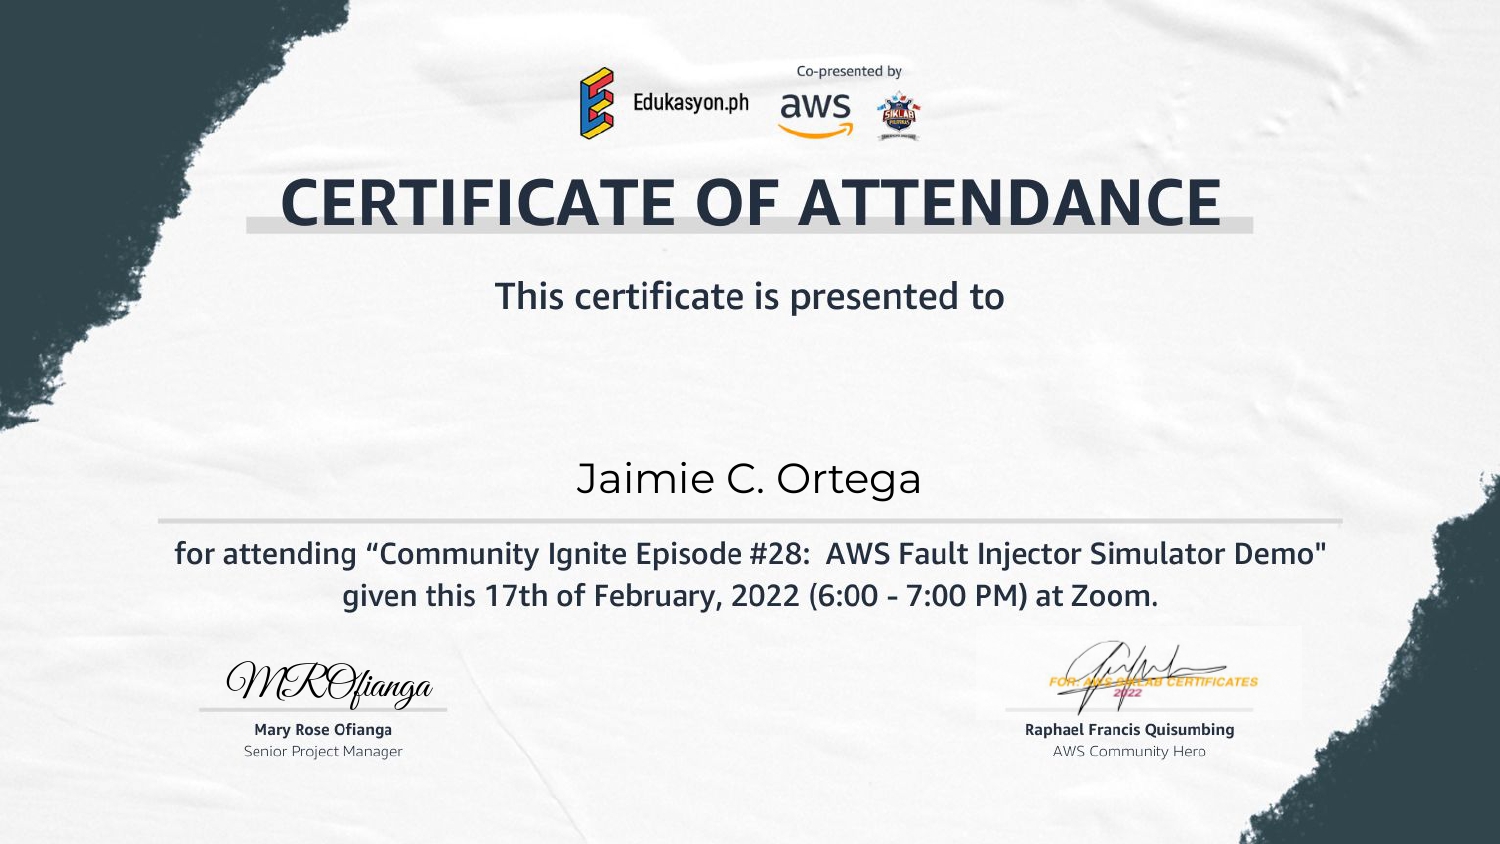 Co-presented by
Edukasyon.ph
aws
SIKLAB
PILIPINAS
CERTIFICATE OF ATTENDANCE
This certificate is presented to
Jaimie C. Ortega
for attending “Community Ignite Episode #28:  AWS Fault Injector Simulator Demo"
given this 17th of February, 2022 (6:00 - 7:00 PM) at Zoom.
MROfianga
FOR: AWS SIKLAB CERTIFICATES
2022
Mary Rose Ofianga
Senior Project Manager
Raphael Francis Quisumbing
AWS Community Hero